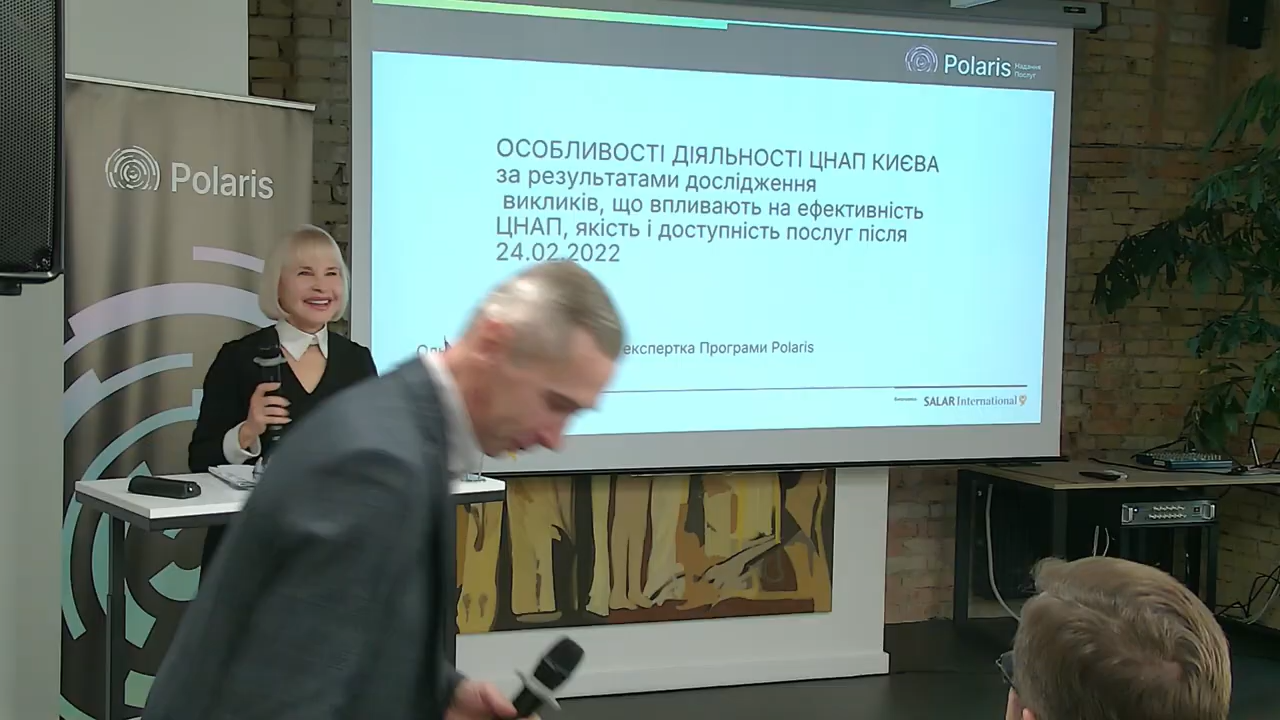 Polaris
Надання
Послуг
Polaris
ОСОБЛИВОСТІ ДІЯЛЬНОСТІ ЦНАП КИЄВА
за результатами дослідження
викликів, що впливають на ефективність
ЦНАП, якість і доступність послуг після
24.02.2022
експертка Програми Polaris
SALAR International